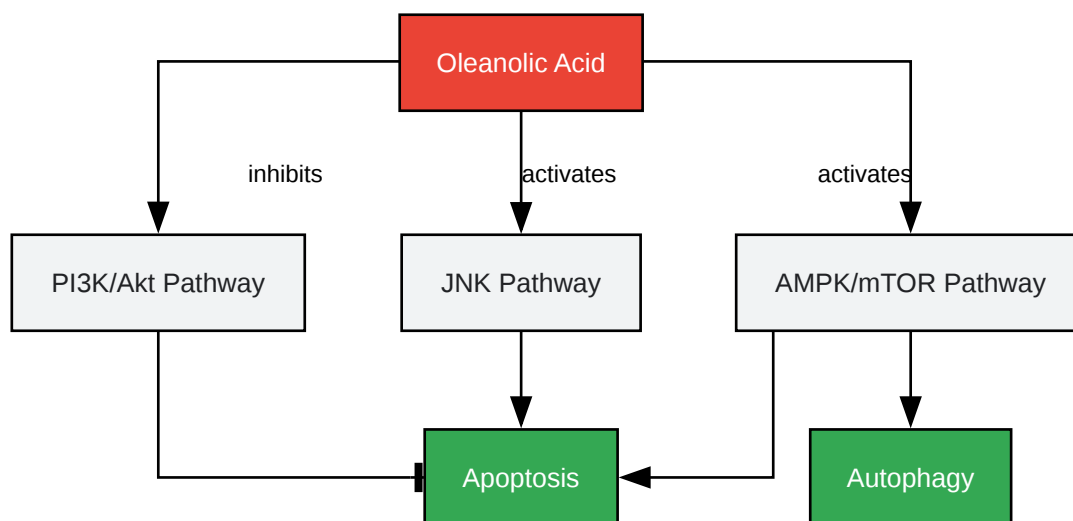 Oleanolic Acid
inhibits
activates
activates
PI3K/Akt Pathway
JNK Pathway
AMPK/mTOR Pathway
Apoptosis
Autophagy